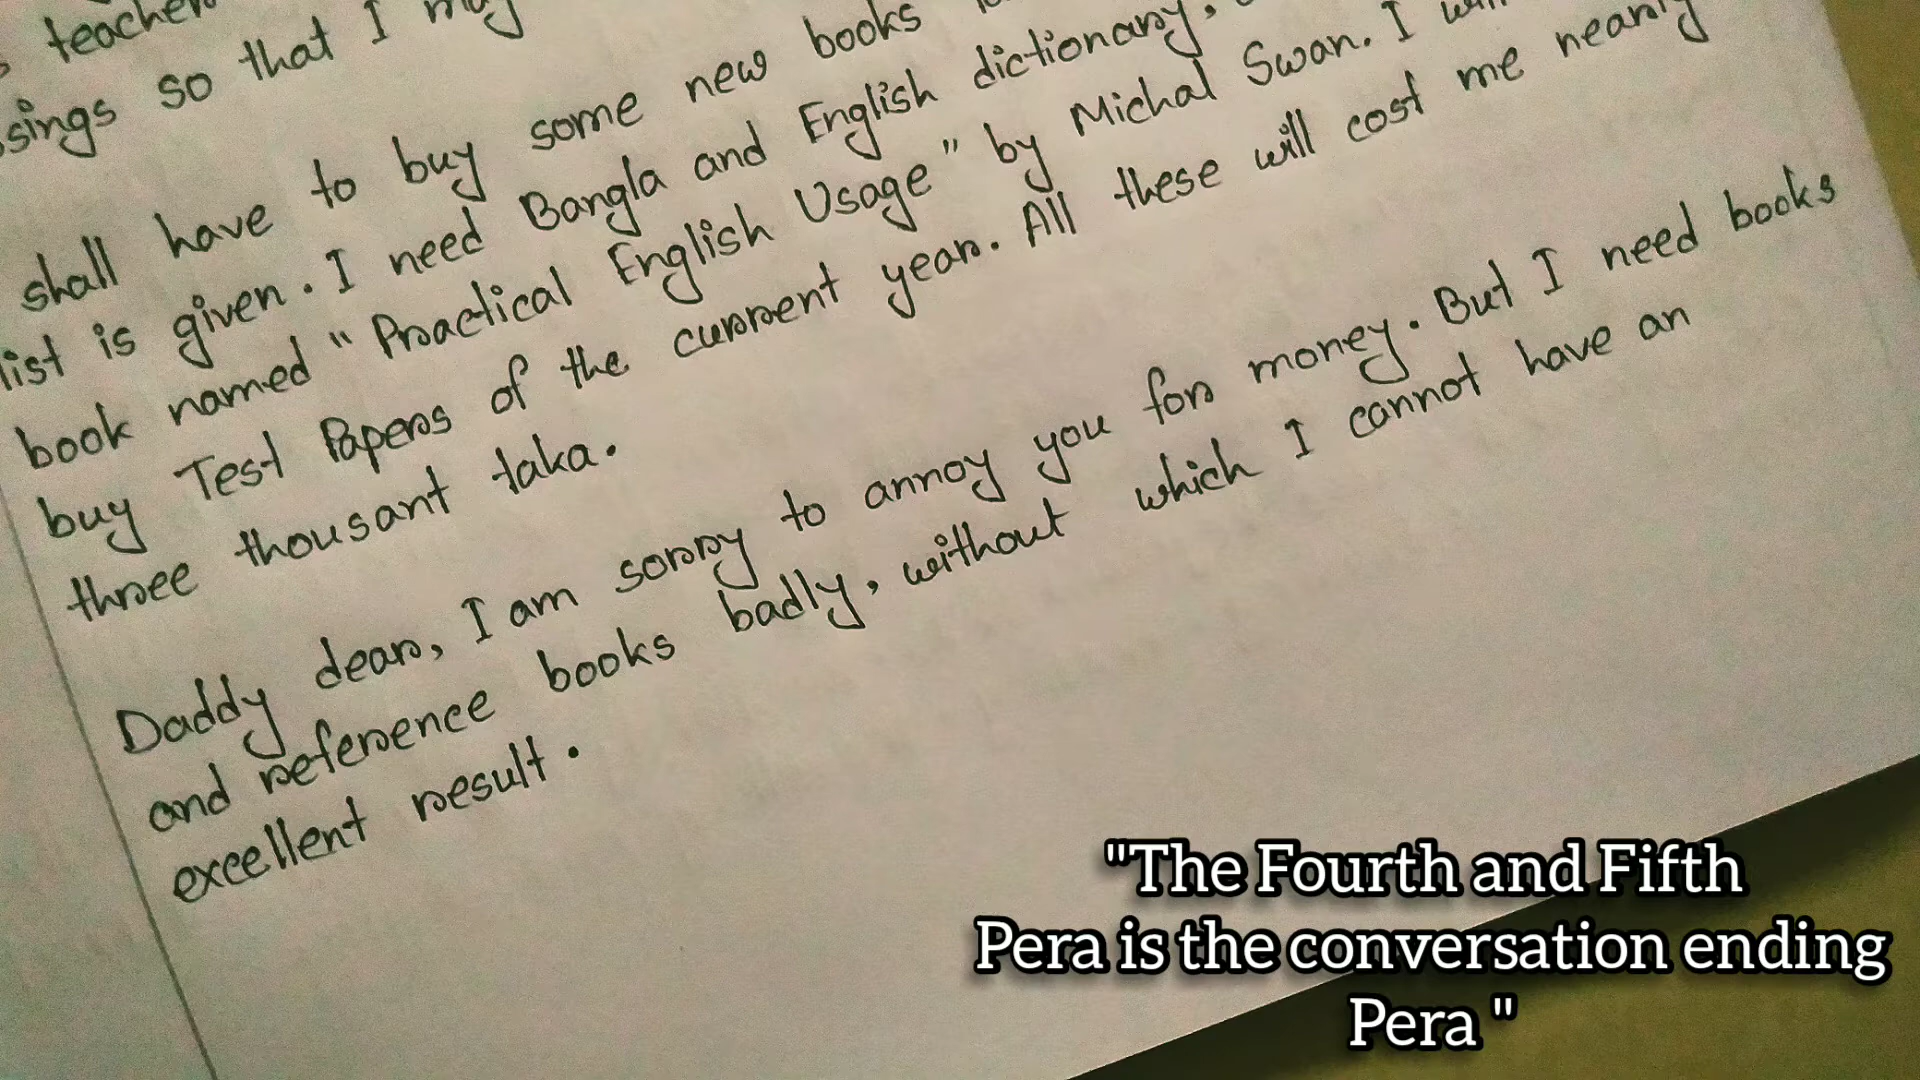 teacher
sings so that I may
shall have to buy some new books
list is given. I need Bangla and English dictionary,
book named "Practical English Usage" by Michal Swan. I will
buy Test Papers of the current year. All these will cost me nearly
three thousant taka.
Daddy dear, I am sorry to annoy you for money. But I need books
and reference books badly, without which I cannot have an
excellent result.
"The Fourth and Fifth
Pera is the conversation ending
Pera "